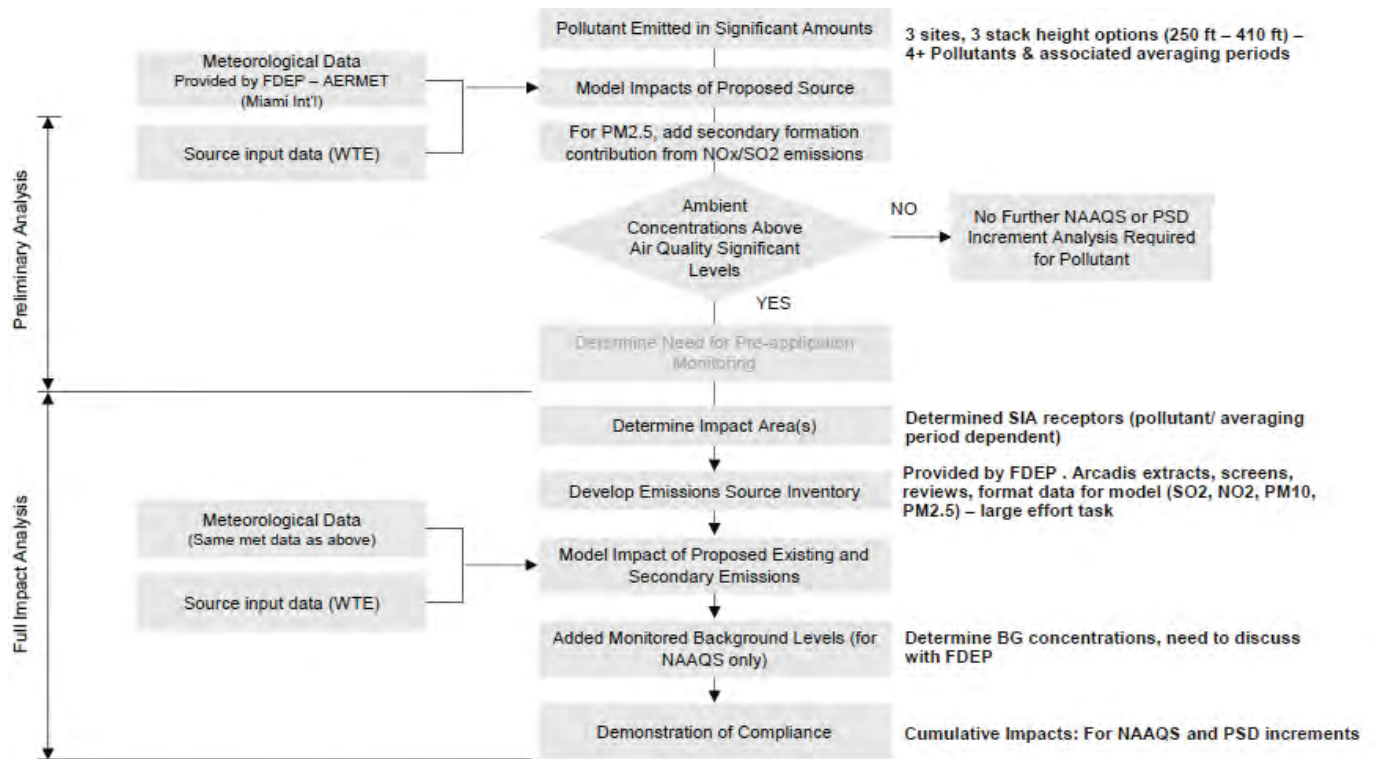 Pollutant Emitted in Significant Amounts
3 sites, 3 stack height options (250 ft – 410 ft) –
4+ Pollutants & associated averaging periods
Meteorological Data
Provided by FDEP – AERMET
(Miami Int'l)
Model Impacts of Proposed Source
Source input data (WTE)
For PM2.5, add secondary formation
contribution from NOx/SO2 emissions
Preliminary Analysis
Ambient
Concentrations Above
Air Quality Significant
Levels
NO
No Further NAAQS or PSD
Increment Analysis Required
for Pollutant
YES
Determine Need for Pre-application
Monitoring
Full Impact Analysis
Determine Impact Area(s)
Determined SIA receptors (pollutant/ averaging
period dependent)
Develop Emissions Source Inventory
Provided by FDEP . Arcadis extracts, screens,
reviews, format data for model (SO2, NO2, PM10,
PM2.5) – large effort task
Meteorological Data
(Same met data as above)
Source input data (WTE)
Model Impact of Proposed Existing and
Secondary Emissions
Added Monitored Background Levels (for
NAAQS only)
Determine BG concentrations, need to discuss
with FDEP
Demonstration of Compliance
Cumulative Impacts: For NAAQS and PSD increments